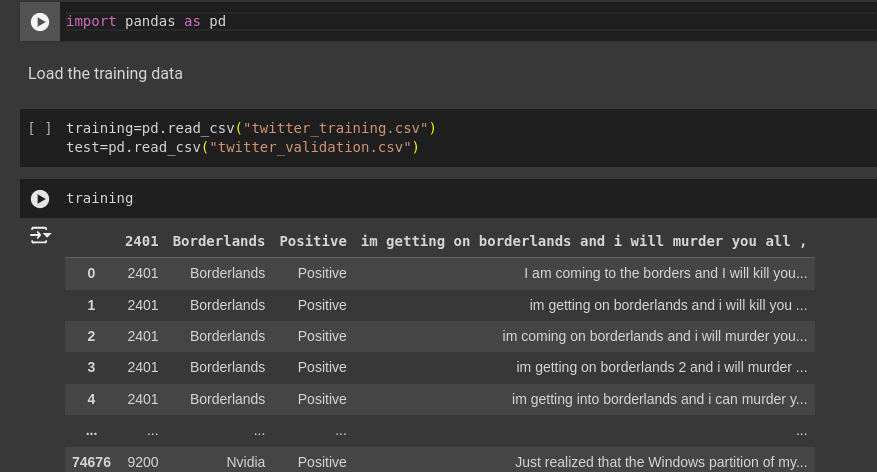 import pandas as pd
Load the training data
[ ] training=pd.read_csv("twitter_training.csv")
test=pd.read_csv("twitter_validation.csv")
training
2401 Borderlands Positive im getting on borderlands and i will murder you all ,
0 2401 Borderlands Positive I am coming to the borders and I will kill you...
1 2401 Borderlands Positive im getting on borderlands and i will kill you ...
2 2401 Borderlands Positive im coming on borderlands and i will murder you...
3 2401 Borderlands Positive im getting on borderlands 2 and i will murder ...
4 2401 Borderlands Positive im getting into borderlands and i can murder y...
... ... ... ... ...
74676 9200 Nvidia Positive Just realized that the Windows partition of my...